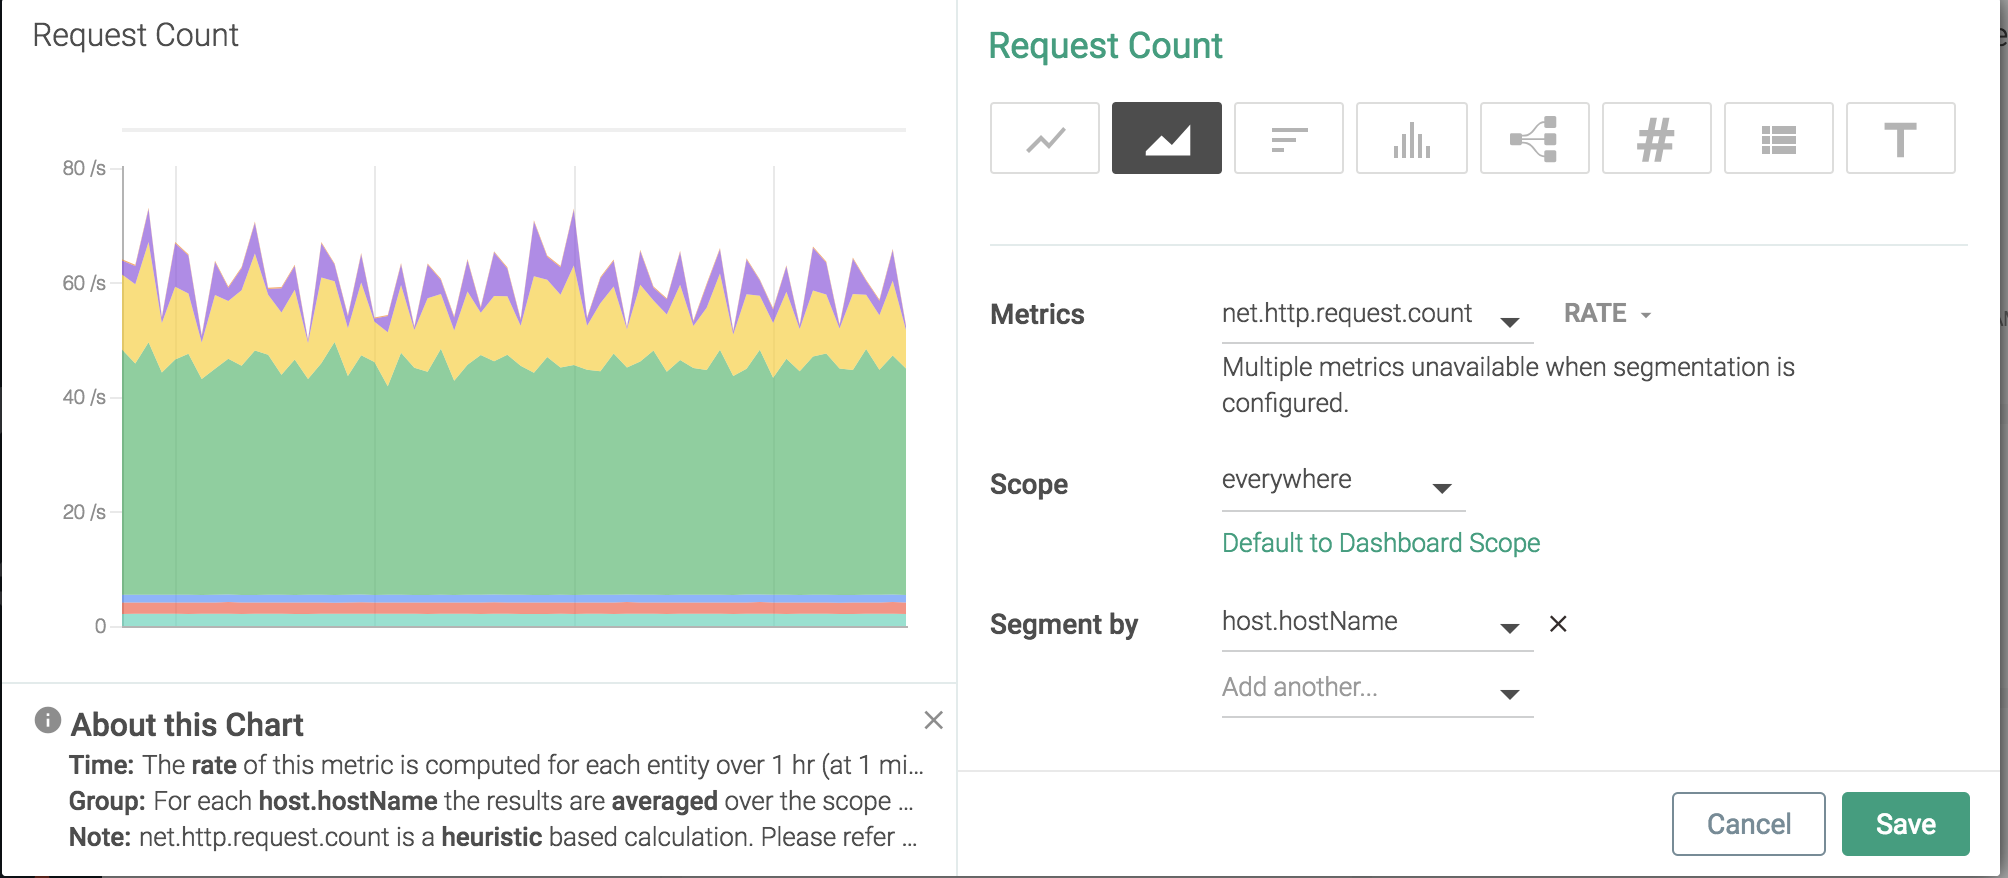 Request Count
80 /s
60 /s
40 /s
20 /s
0
About this Chart
Time: The rate of this metric is computed for each entity over 1 hr (at 1 mi...
Group: For each host.hostName the results are averaged over the scope ...
Note: net.http.request.count is a heuristic based calculation. Please refer ...
Request Count
#
T
Metrics
net.http.request.count
RATE
Multiple metrics unavailable when segmentation is
configured.
Scope
everywhere
Default to Dashboard Scope
Segment by
host.hostName
Add another...
Cancel
Save